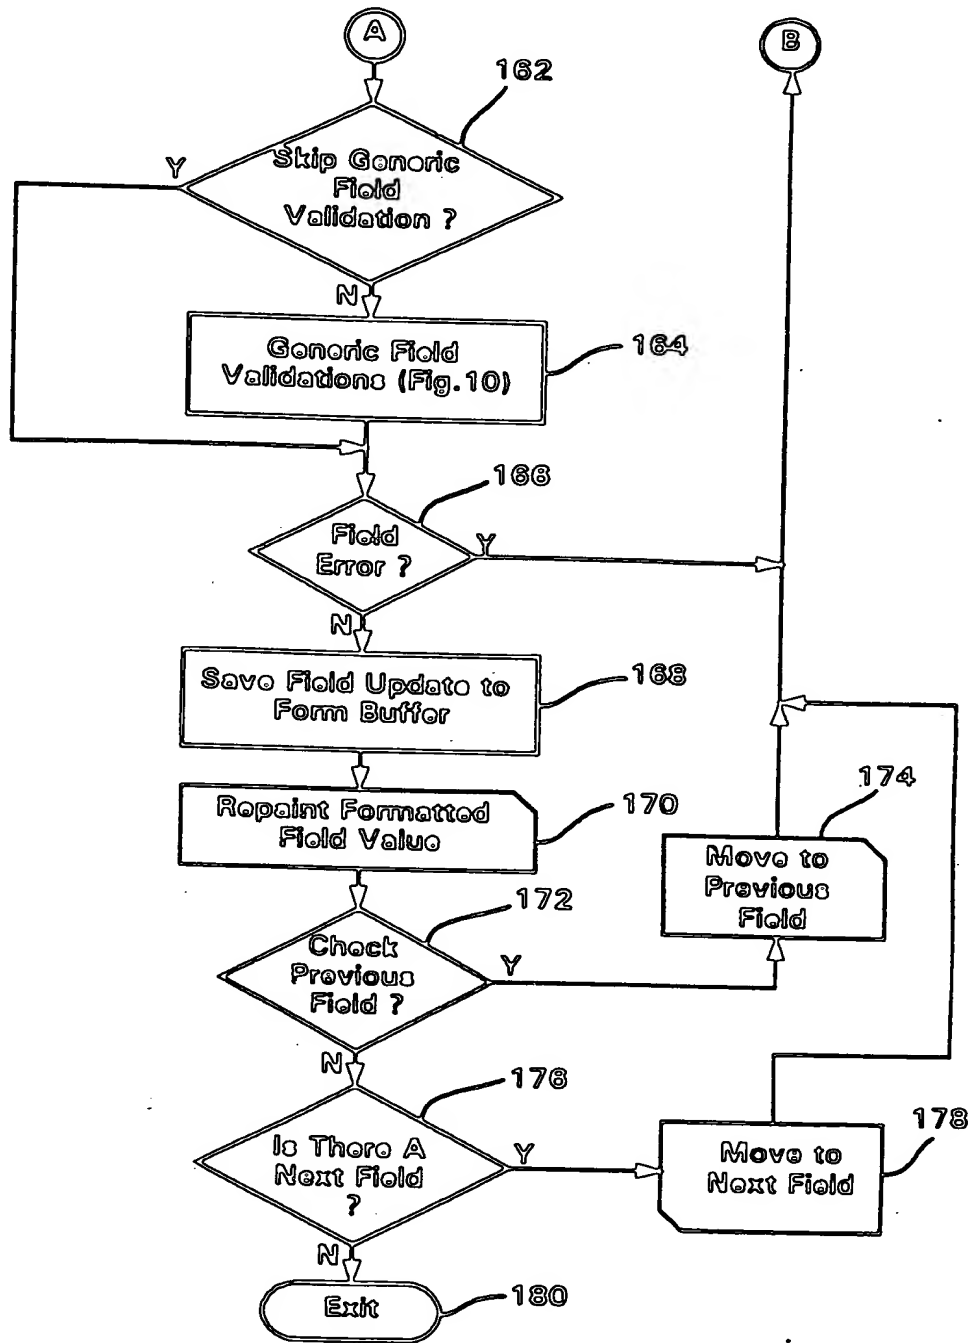 A
B
162
Skip Generic
Field
Validation ?
Y
N
Generic Field
Validations (Fig.10)
164
166
Field
Error ?
Y
N
Save Field Update to
Form Buffer
168
Repaint Formatted
Field Value
170
174
Move to
Previous
Field
172
Check
Previous
Field ?
Y
N
176
Is There A
Next Field
?
Y
N
Move to
Next Field
178
Exit
180